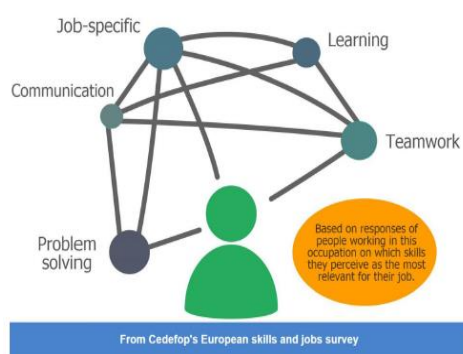 Job-specific
Learning
Communication
Teamwork
Problem
solving
Based on responses of
people working in this
occupation on which skills
they perceive as the most
relevant for their job.
From Cedefop's European skills and jobs survey